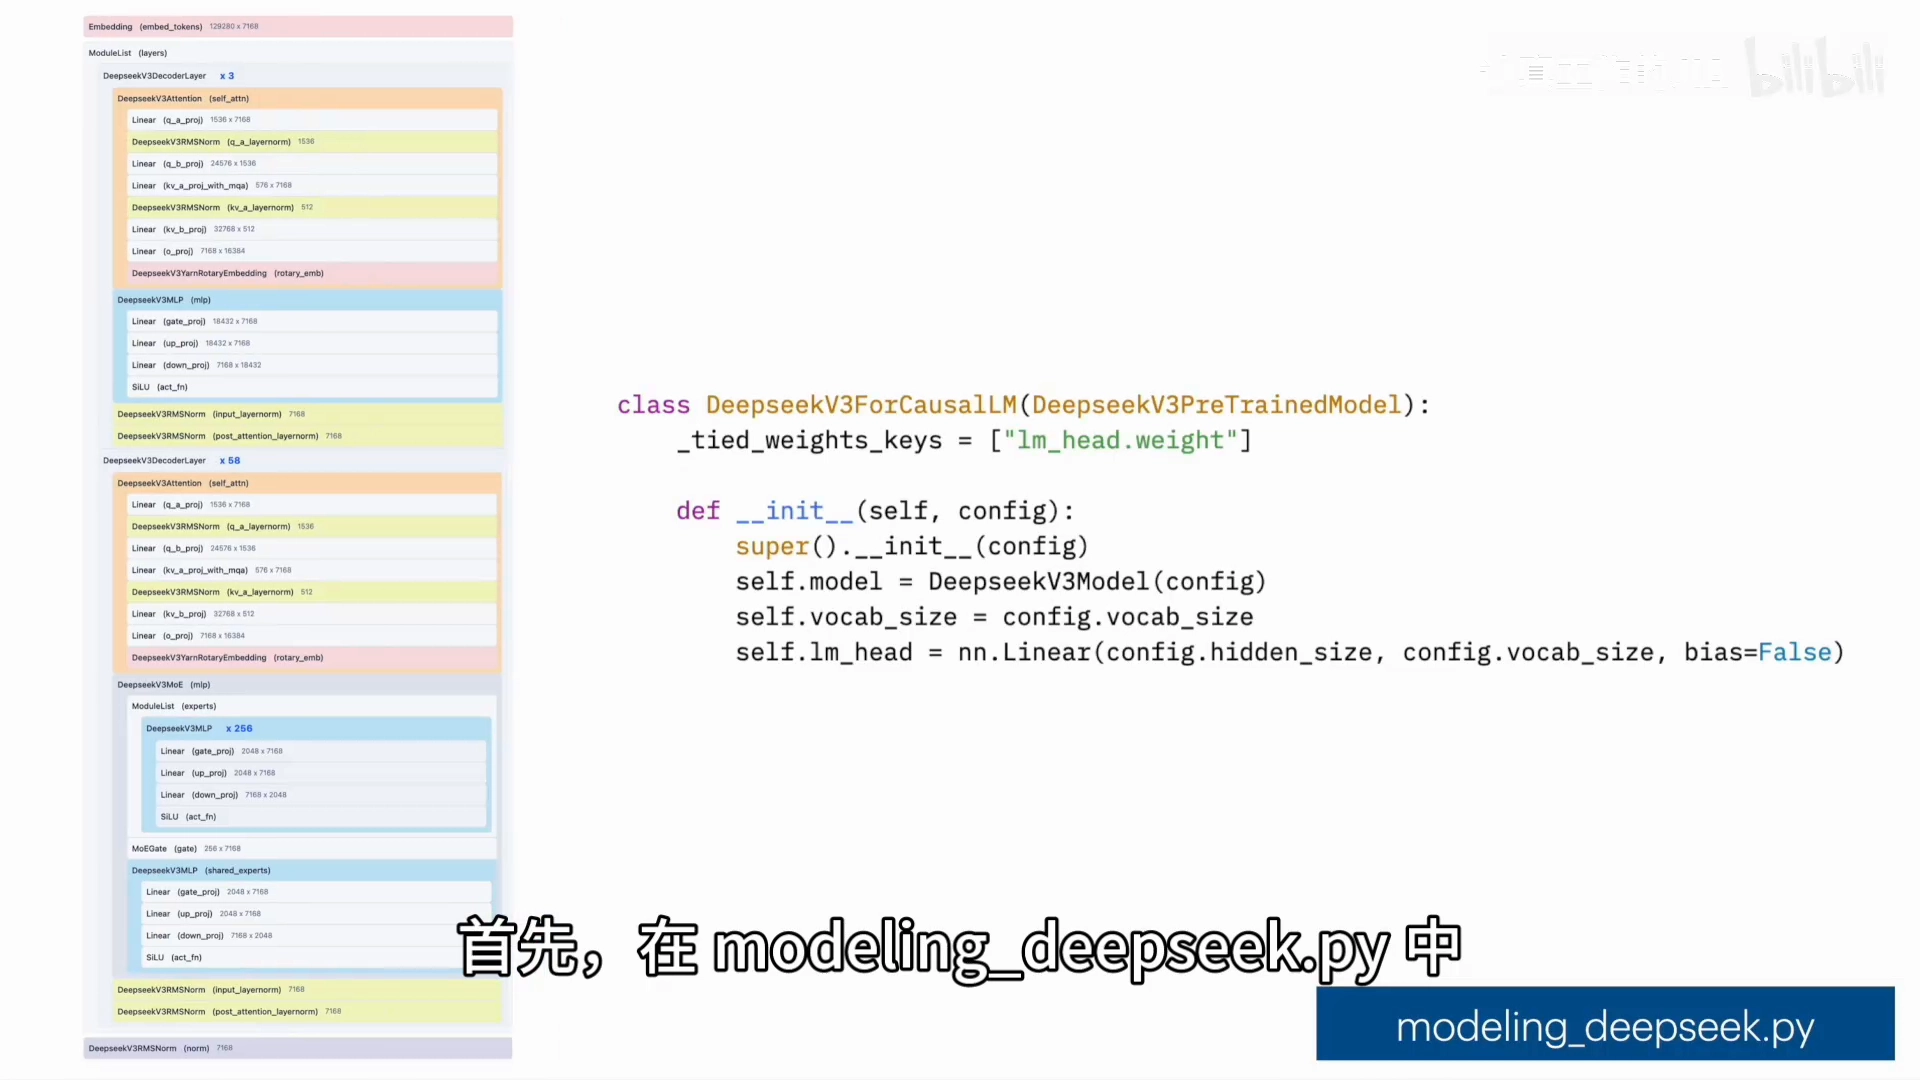 Embedding (embed_tokens) 129280 x 7168
ModuleList (layers)
DeepseekV3DecoderLayer x 3
DeepseekV3Attention (self_attn)
Linear (q_a_proj) 1536 x 7168
DeepseekV3RMSNorm (q_a_layernorm) 1536
Linear (q_b_proj) 24576 x 1536
Linear (kv_a_proj_with_mqa) 576 x 7168
DeepseekV3RMSNorm (kv_a_layernorm) 512
Linear (kv_b_proj) 32768 x 512
Linear (o_proj) 7168 x 16384
DeepseekV3YarnRotaryEmbedding (rotary_emb)
DeepseekV3MLP (mlp)
Linear (gate_proj) 18432 x 7168
Linear (up_proj) 18432 x 7168
Linear (down_proj) 7168 x 18432
SiLU (act_fn)
DeepseekV3RMSNorm (input_layernorm) 7168
DeepseekV3RMSNorm (post_attention_layernorm) 7168
DeepseekV3DecoderLayer x 58
DeepseekV3Attention (self_attn)
Linear (q_a_proj) 1536 x 7168
DeepseekV3RMSNorm (q_a_layernorm) 1536
Linear (q_b_proj) 24576 x 1536
Linear (kv_a_proj_with_mqa) 576 x 7168
DeepseekV3RMSNorm (kv_a_layernorm) 512
Linear (kv_b_proj) 32768 x 512
Linear (o_proj) 7168 x 16384
DeepseekV3YarnRotaryEmbedding (rotary_emb)
DeepseekV3MoE (mlp)
ModuleList (experts)
DeepseekV3MLP x 256
Linear (gate_proj) 2048 x 7168
Linear (up_proj) 2048 x 7168
Linear (down_proj) 7168 x 2048
SiLU (act_fn)
MoEGate (gate) 256 x 7168
DeepseekV3MLP (shared_experts)
Linear (gate_proj) 2048 x 7168
Linear (up_proj) 2048 x 7168
Linear (down_proj) 7168 x 2048
SiLU (act_fn)
DeepseekV3RMSNorm (input_layernorm) 7168
DeepseekV3RMSNorm (post_attention_layernorm) 7168
DeepseekV3RMSNorm (norm) 7168
bilibili
class DeepseekV3ForCausalLM(DeepseekV3PreTrainedModel):
_tied_weights_keys = ["lm_head.weight"]
def __init__(self, config):
super().__init__(config)
self.model = DeepseekV3Model(config)
self.vocab_size = config.vocab_size
self.lm_head = nn.Linear(config.hidden_size, config.vocab_size, bias=False)
首先，在 modeling_deepseek.py 中
modeling_deepseek.py